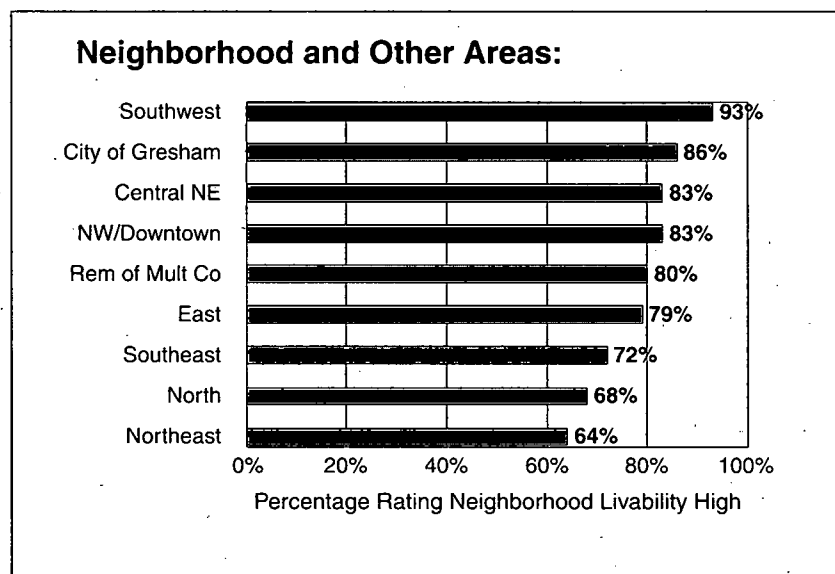 Neighborhood and Other Areas:
Southwest 93%
City of Gresham 86%
Central NE 83%
NW/Downtown 83%
Rem of Mult Co 80%
East 79%
Southeast 72%
North 68%
Northeast 64%
0% 20% 40% 60% 80% 100%
Percentage Rating Neighborhood Livability High